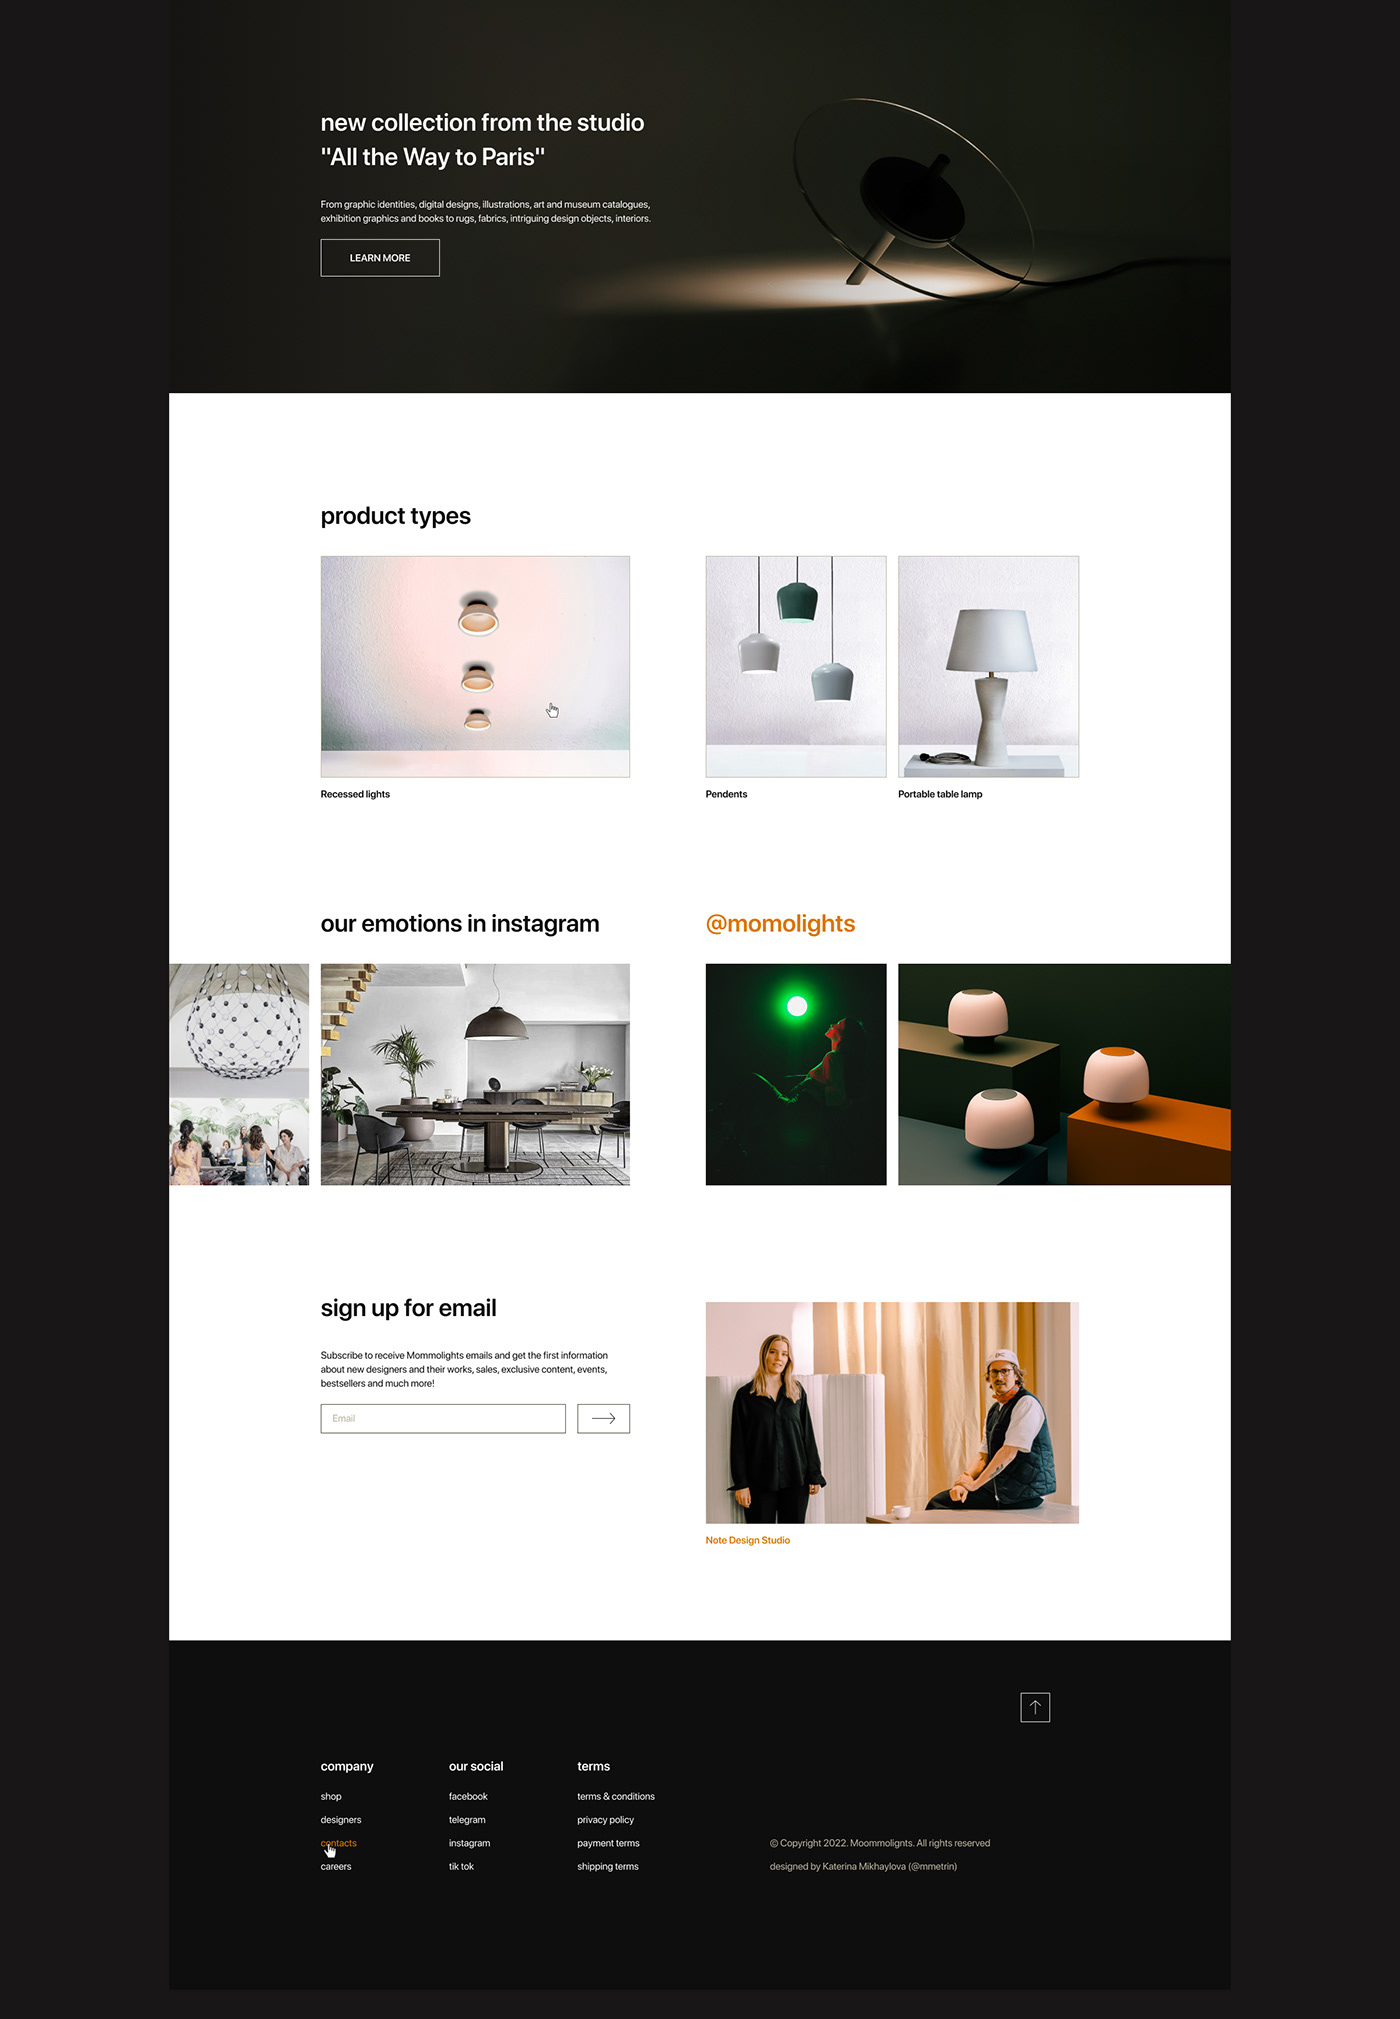 new collection from the studio
"All the Way to Paris"
From graphic identities, digital designs, illustrations, art and museum catalogues,
exhibition graphics and books to rugs, fabrics, intriguing design objects, interiors.
LEARN MORE
product types
Recessed lights
Pendents
Portable table lamp
our emotions in instagram
@momolights
sign up for email
Subscribe to receive Mommolights emails and get the first information
about new designers and their works, sales, exclusive content, events,
bestsellers and much more!
Email
Note Design Studio
company
shop
designers
contacts
careers
our social
facebook
telegram
instagram
tik tok
terms
terms & conditions
privacy policy
payment terms
shipping terms
© Copyright 2022. Moommolignts. All rights reserved
designed by Katerina Mikhaylova (@mmetrin)